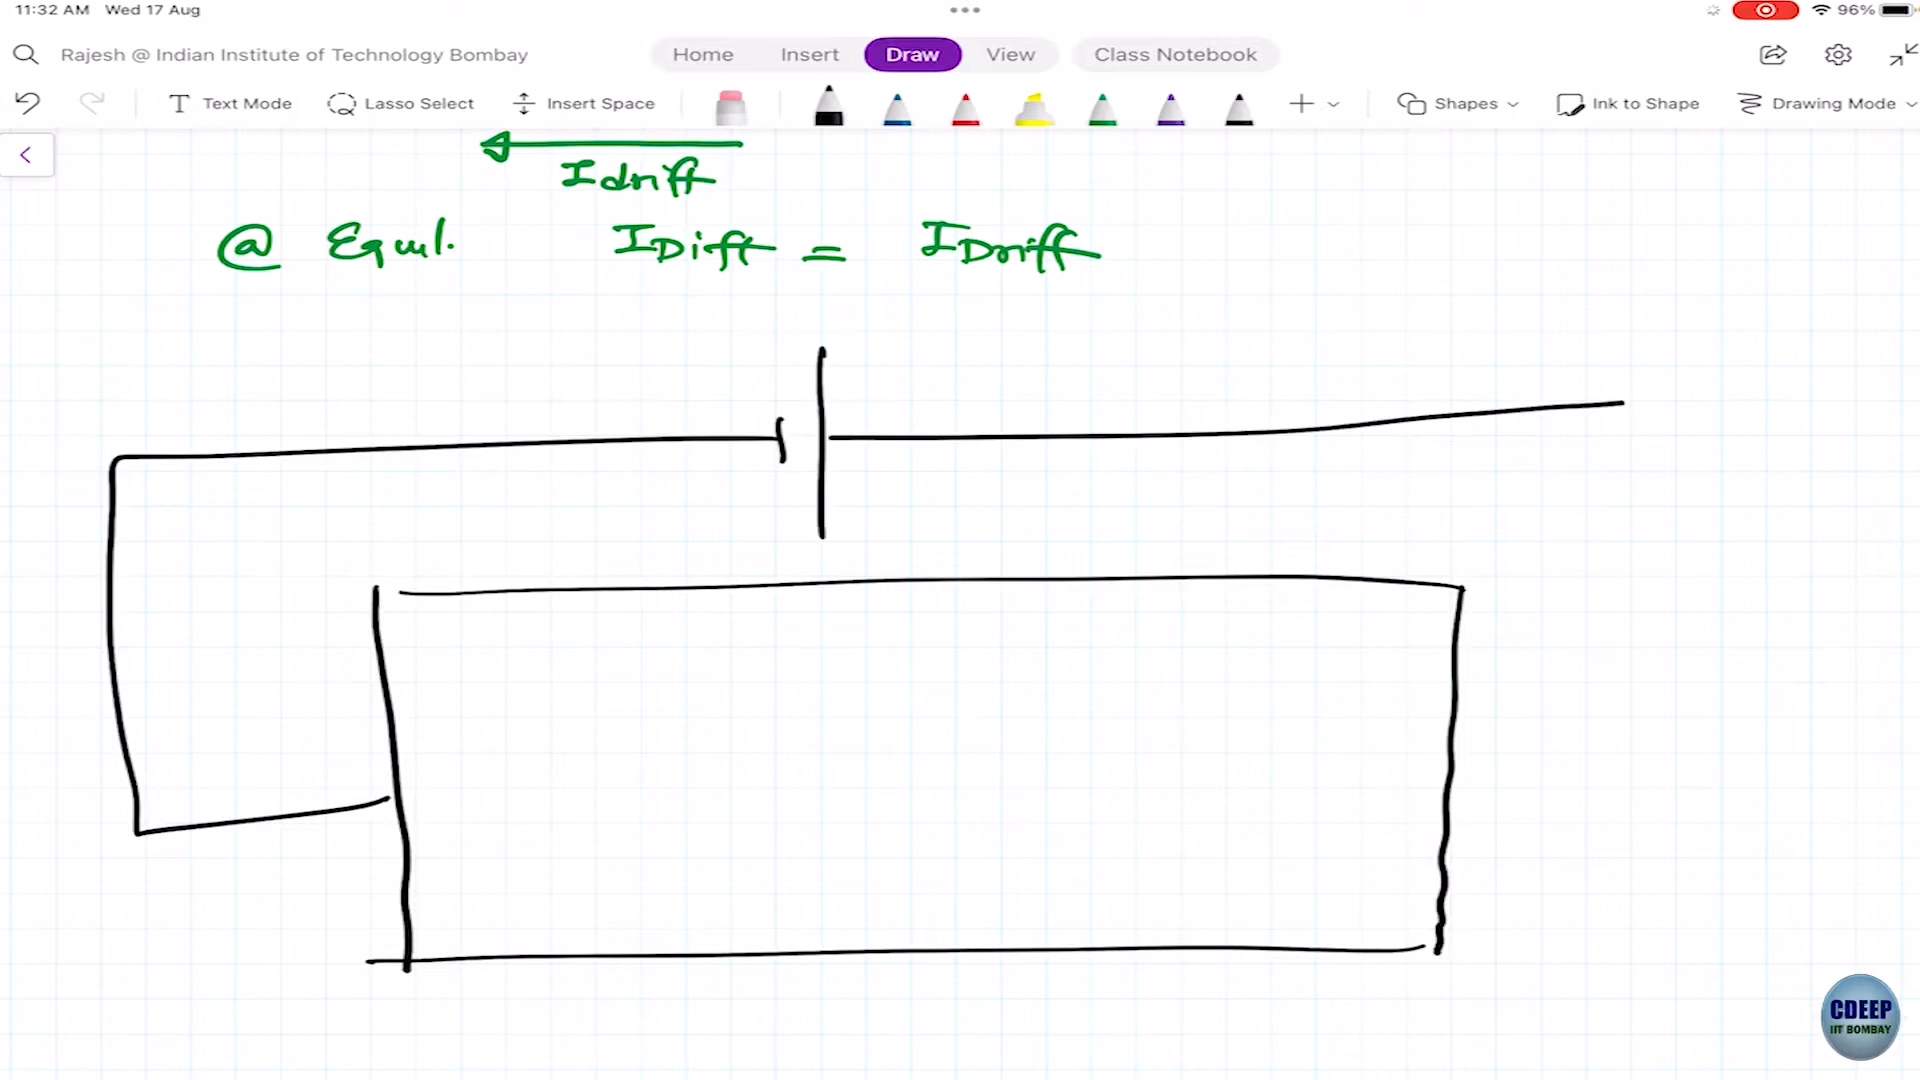 11:32 AM Wed 17 Aug
96%
Rajesh @ Indian Institute of Technology Bombay
Home Insert Draw View Class Notebook
Text Mode Lasso Select Insert Space Shapes Ink to Shape Drawing Mode
Idrift
@ Equil. IDiff = IDrift
CDEEP
IIT BOMBAY